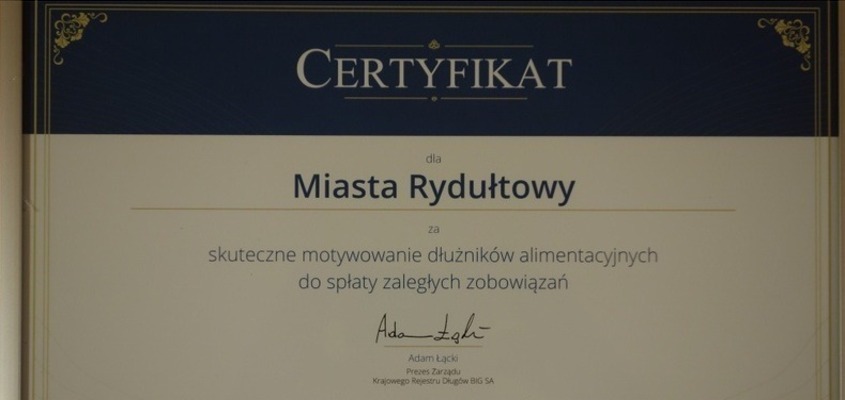 CERTYFIKAT
dla
Miasta Rydułtowy
za
skuteczne motywowanie dłużników alimentacyjnych
do spłaty zaległych zobowiązań
Adam Łącki
Adam Łącki
Prezes Zarządu
Krajowego Rejestru Długów BIG SA